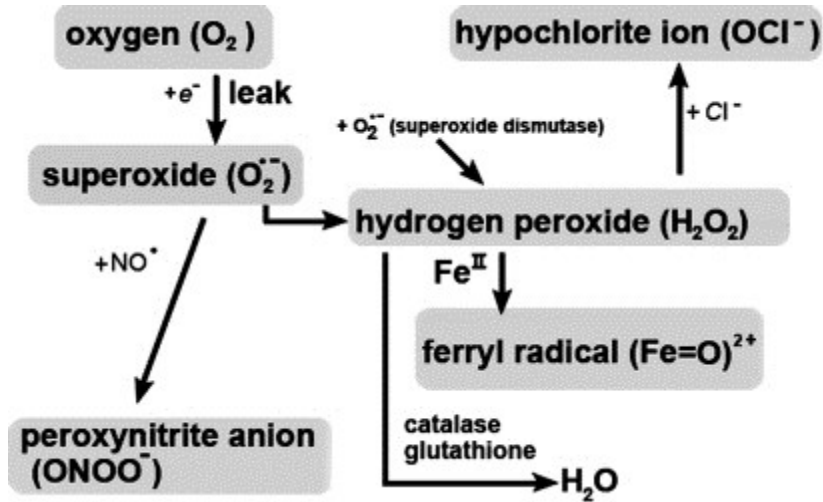 oxygen (O₂)
hypochlorite ion (OCl⁻)
+e⁻ leak
+ Cl⁻
+ O₂•⁻ (superoxide dismutase)
superoxide (O₂•⁻)
hydrogen peroxide (H₂O₂)
+NO•
Feᴵᴵ
ferryl radical (Fe=O)²⁺
peroxynitrite anion
(ONOO⁻)
catalase
glutathione
H₂O